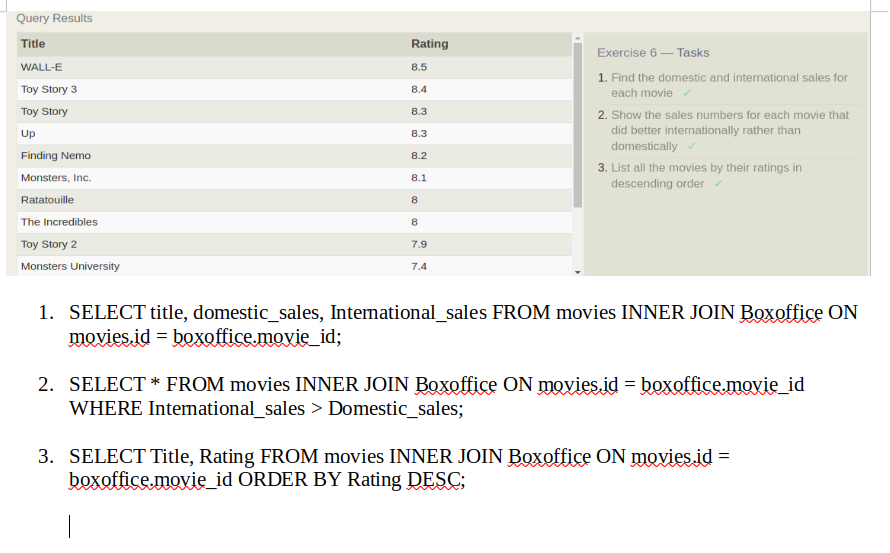 Query Results
Title Rating
WALL-E 8.5
Toy Story 3 8.4
Toy Story 8.3
Up 8.3
Finding Nemo 8.2
Monsters, Inc. 8.1
Ratatouille 8
The Incredibles 8
Toy Story 2 7.9
Monsters University 7.4
Exercise 6 — Tasks
1. Find the domestic and international sales for
each movie ✓
2. Show the sales numbers for each movie that
did better internationally rather than
domestically ✓
3. List all the movies by their ratings in
descending order ✓
1. SELECT title, domestic_sales, International_sales FROM movies INNER JOIN Boxoffice ON
movies.id = boxoffice.movie_id;
2. SELECT * FROM movies INNER JOIN Boxoffice ON movies.id = boxoffice.movie_id
WHERE International_sales > Domestic_sales;
3. SELECT Title, Rating FROM movies INNER JOIN Boxoffice ON movies.id =
boxoffice.movie_id ORDER BY Rating DESC;